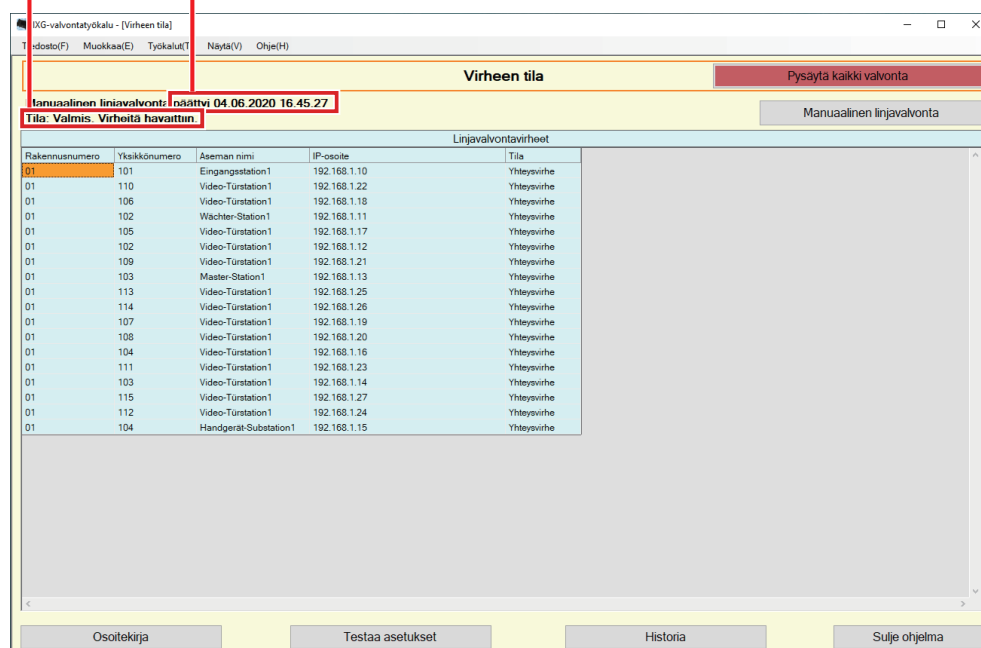 IXG-valvontatyökalu - [Virheen tila]
Tiedosto(F) Muokkaa(E) Työkalut(T Näytä(V) Ohje(H)
Virheen tila
Pysäytä kaikki valvonta
Manuaalinen linjavalvonta päättyi 04.06.2020 16.45.27
Tila: Valmis. Virheitä havaittiin.
Manuaalinen linjavalvonta
Linjavalvontavirheet
Rakennusnumero Yksikkönumero Aseman nimi IP-osoite Tila
01 101 Eingangsstation1 192.168.1.10 Yhteysvirhe
01 110 Video-Türstation1 192.168.1.22 Yhteysvirhe
01 106 Video-Türstation1 192.168.1.18 Yhteysvirhe
01 102 Wächter-Station1 192.168.1.11 Yhteysvirhe
01 105 Video-Türstation1 192.168.1.17 Yhteysvirhe
01 102 Video-Türstation1 192.168.1.12 Yhteysvirhe
01 109 Video-Türstation1 192.168.1.21 Yhteysvirhe
01 103 Master-Station1 192.168.1.13 Yhteysvirhe
01 113 Video-Türstation1 192.168.1.25 Yhteysvirhe
01 114 Video-Türstation1 192.168.1.26 Yhteysvirhe
01 107 Video-Türstation1 192.168.1.19 Yhteysvirhe
01 108 Video-Türstation1 192.168.1.20 Yhteysvirhe
01 104 Video-Türstation1 192.168.1.16 Yhteysvirhe
01 111 Video-Türstation1 192.168.1.23 Yhteysvirhe
01 103 Video-Türstation1 192.168.1.14 Yhteysvirhe
01 115 Video-Türstation1 192.168.1.27 Yhteysvirhe
01 112 Video-Türstation1 192.168.1.24 Yhteysvirhe
01 104 Handgerät-Substation1 192.168.1.15 Yhteysvirhe
Osoitekirja Testaa asetukset Historia Sulje ohjelma